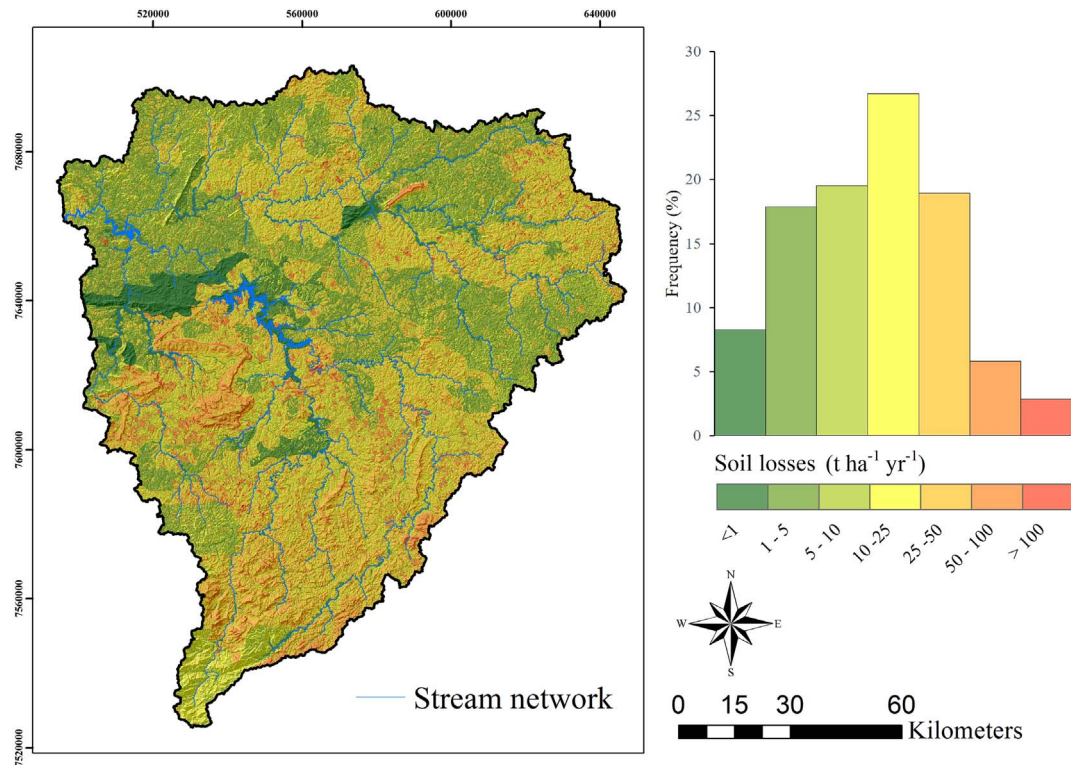 520000 560000 600000 640000
7680000
7640000
7600000
7560000
7520000
Stream network
30
25
20
15
10
5
0
Frequency (%)
Soil losses (t ha⁻¹ yr⁻¹)
<1
1 - 5
5 - 10
10 -25
25 -50
50 - 100
> 100
N
W E
S
0 15 30 60
Kilometers